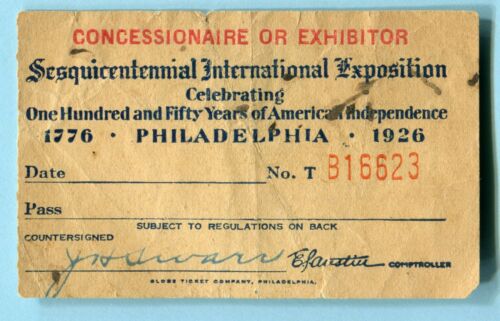 CONCESSIONAIRE OR EXHIBITOR
Sesquicentennial International Exposition
Celebrating
One Hundred and Fifty Years of American Independence
1776 · PHILADELPHIA · 1926
Date No. T B16623
Pass
SUBJECT TO REGULATIONS ON BACK
COUNTERSIGNED
COMPTROLLER
GLOBE TICKET COMPANY, PHILADELPHIA.